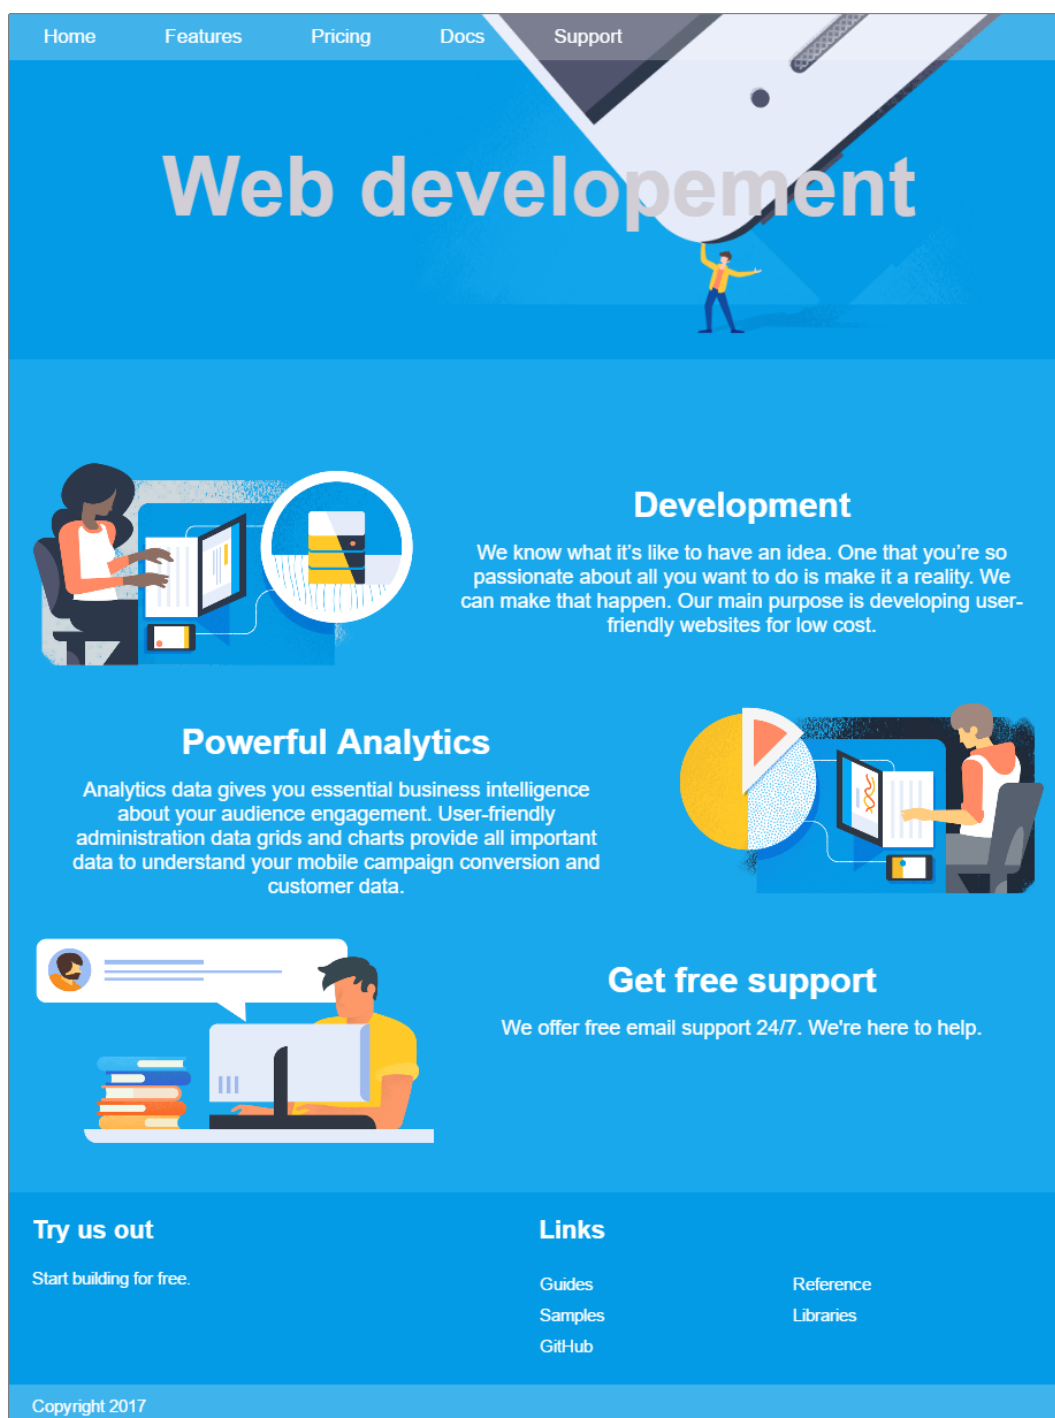 Home Features Pricing Docs Support
Web developement
Development
We know what it’s like to have an idea. One that you’re so
passionate about all you want to do is make it a reality. We
can make that happen. Our main purpose is developing user-
friendly websites for low cost.
Powerful Analytics
Analytics data gives you essential business intelligence
about your audience engagement. User-friendly
administration data grids and charts provide all important
data to understand your mobile campaign conversion and
customer data.
Get free support
We offer free email support 24/7. We're here to help.
Try us out
Start building for free.
Links
Guides
Samples
GitHub
Reference
Libraries
Copyright 2017